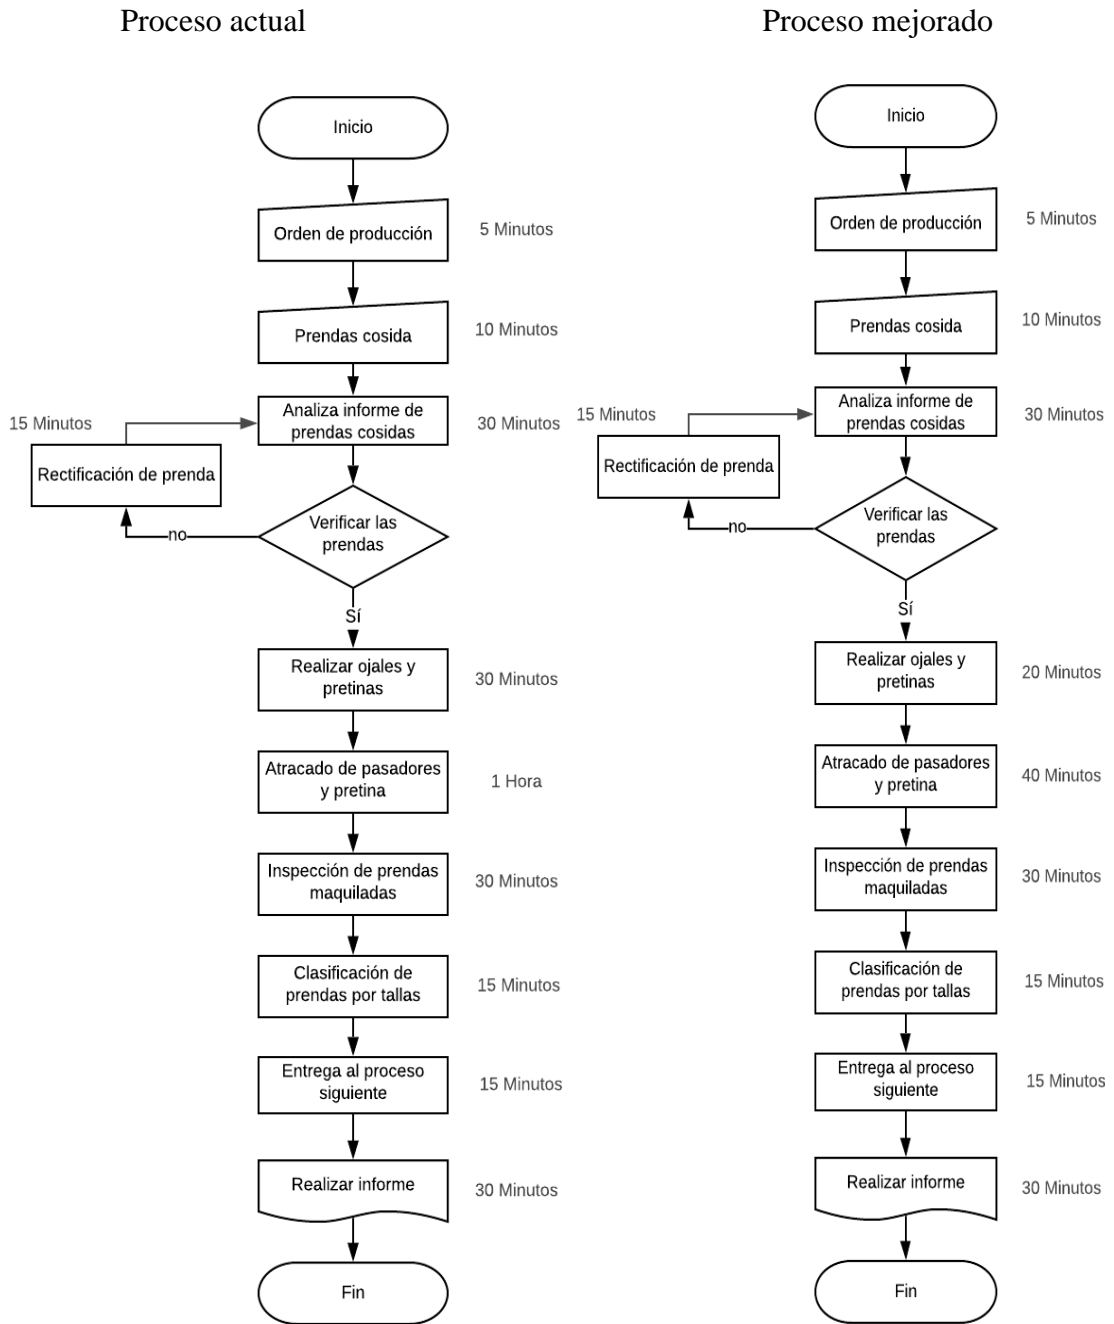 Proceso actual
Inicio
Orden de producción
5 Minutos
Prendas cosida
10 Minutos
Analiza informe de
prendas cosidas
30 Minutos
15 Minutos
Rectificación de prenda
Verificar las
prendas
no
Sí
Realizar ojales y
pretinas
30 Minutos
Atracado de pasadores
y pretina
1 Hora
Inspección de prendas
maquiladas
30 Minutos
Clasificación de
prendas por tallas
15 Minutos
Entrega al proceso
siguiente
15 Minutos
Realizar informe
30 Minutos
Fin
Proceso mejorado
Inicio
Orden de producción
5 Minutos
Prendas cosida
10 Minutos
Analiza informe de
prendas cosidas
30 Minutos
15 Minutos
Rectificación de prenda
Verificar las
prendas
no
Sí
Realizar ojales y
pretinas
20 Minutos
Atracado de pasadores
y pretina
40 Minutos
Inspección de prendas
maquiladas
30 Minutos
Clasificación de
prendas por tallas
15 Minutos
Entrega al proceso
siguiente
15 Minutos
Realizar informe
30 Minutos
Fin